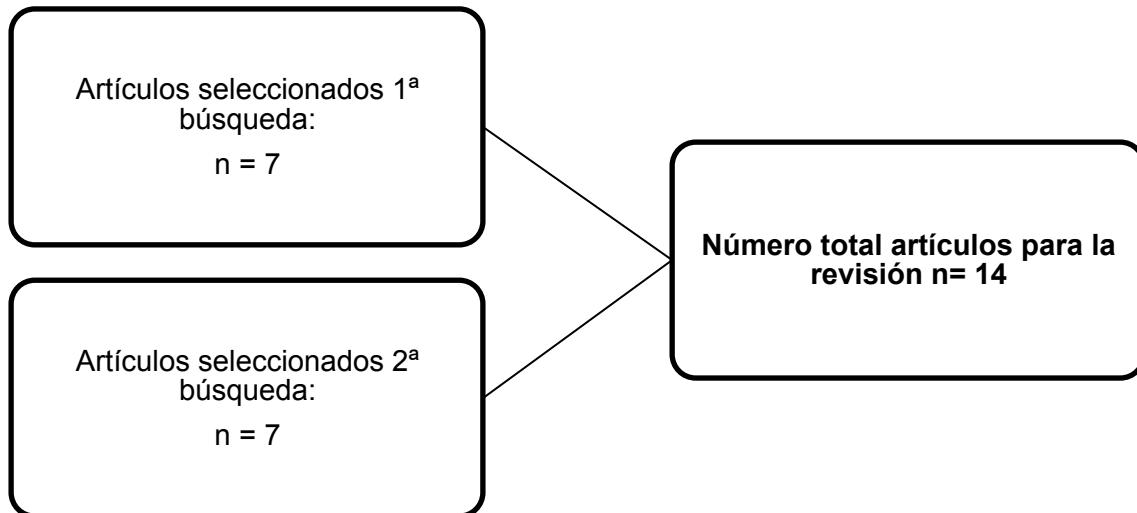 Artículos seleccionados 1ª
búsqueda:
n = 7
Artículos seleccionados 2ª
búsqueda:
n = 7
Número total artículos para la
revisión n= 14